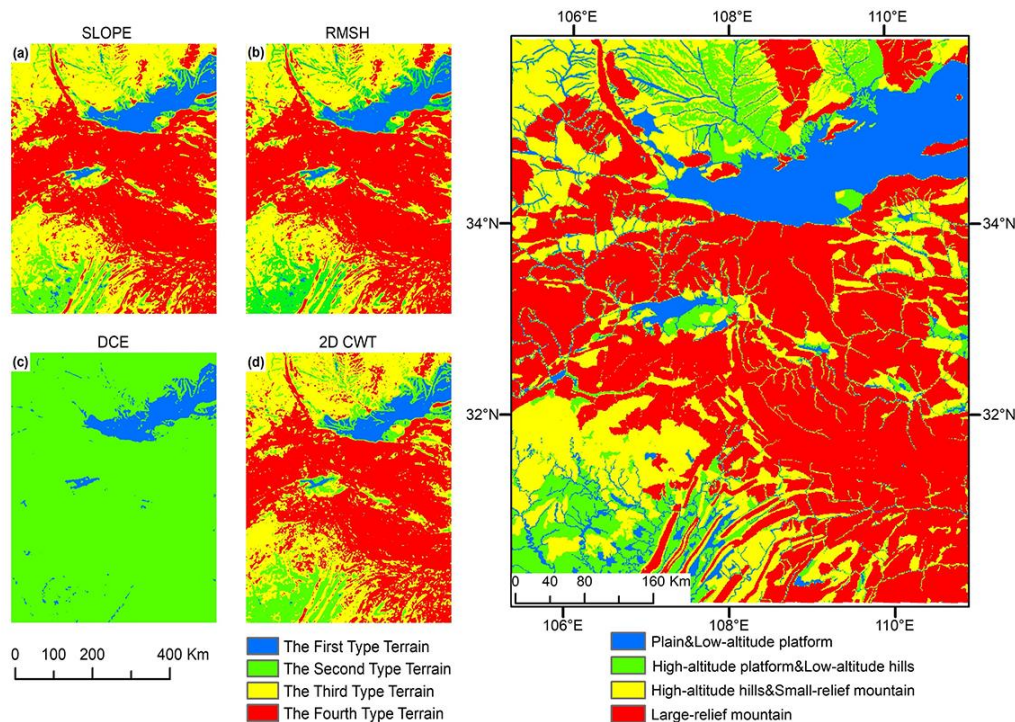 SLOPE
RMSH
(a)
(b)
DCE
2D CWT
(c)
(d)
0 100 200 400 Km
The First Type Terrain
The Second Type Terrain
The Third Type Terrain
The Fourth Type Terrain
106°E 108°E 110°E
34°N
34°N
32°N
32°N
0 40 80 160 Km
106°E 108°E 110°E
Plain&Low-altitude platform
High-altitude platform&Low-altitude hills
High-altitude hills&Small-relief mountain
Large-relief mountain